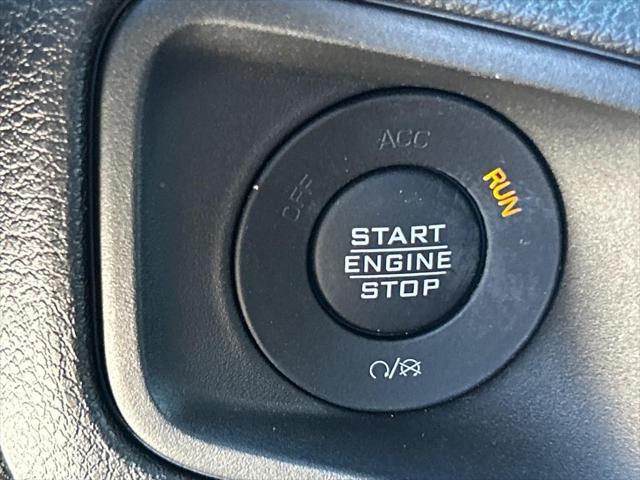 OFF
ACC
RUN
START
ENGINE
STOP